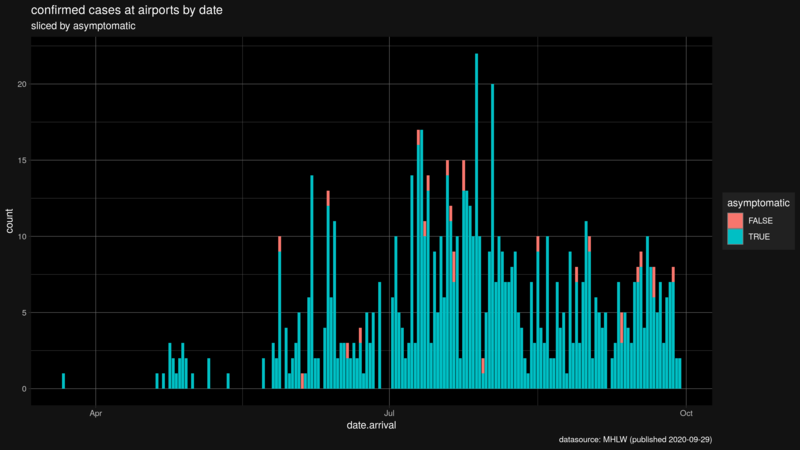 confirmed cases at airports by date
sliced by asymptomatic
20
15
10
5
0
count
Apr
Jul
Oct
date.arrival
asymptomatic
FALSE
TRUE
datasource: MHLW (published 2020-09-29)